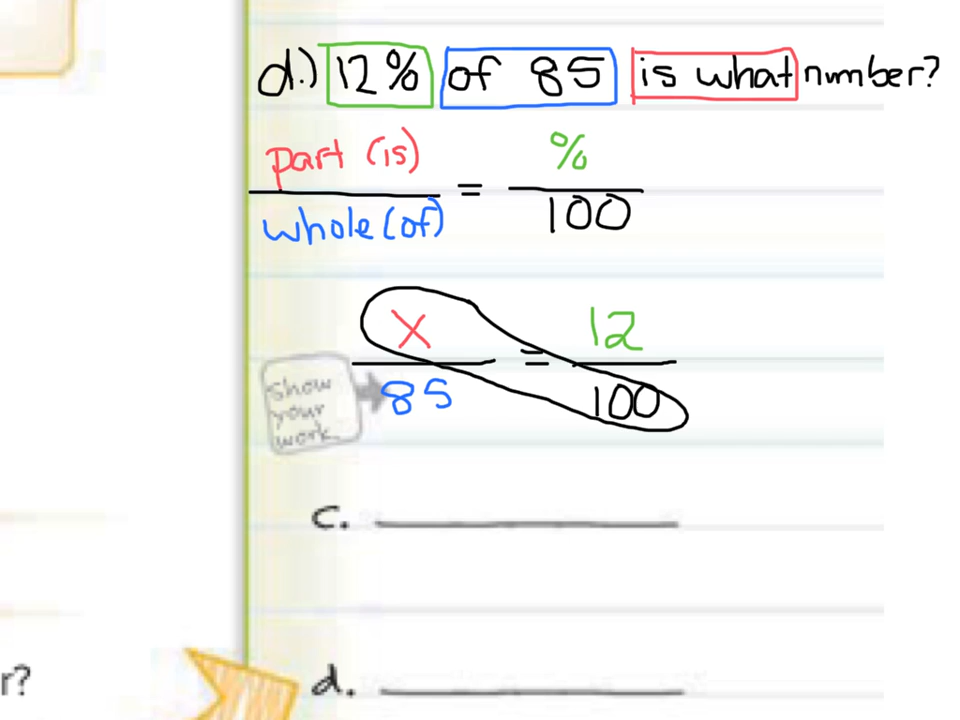 d.) 12% of 85 is what number?
part (is) = %
whole (of) 100
x = 12
85 100
show
your
work.
c.
d.
r?